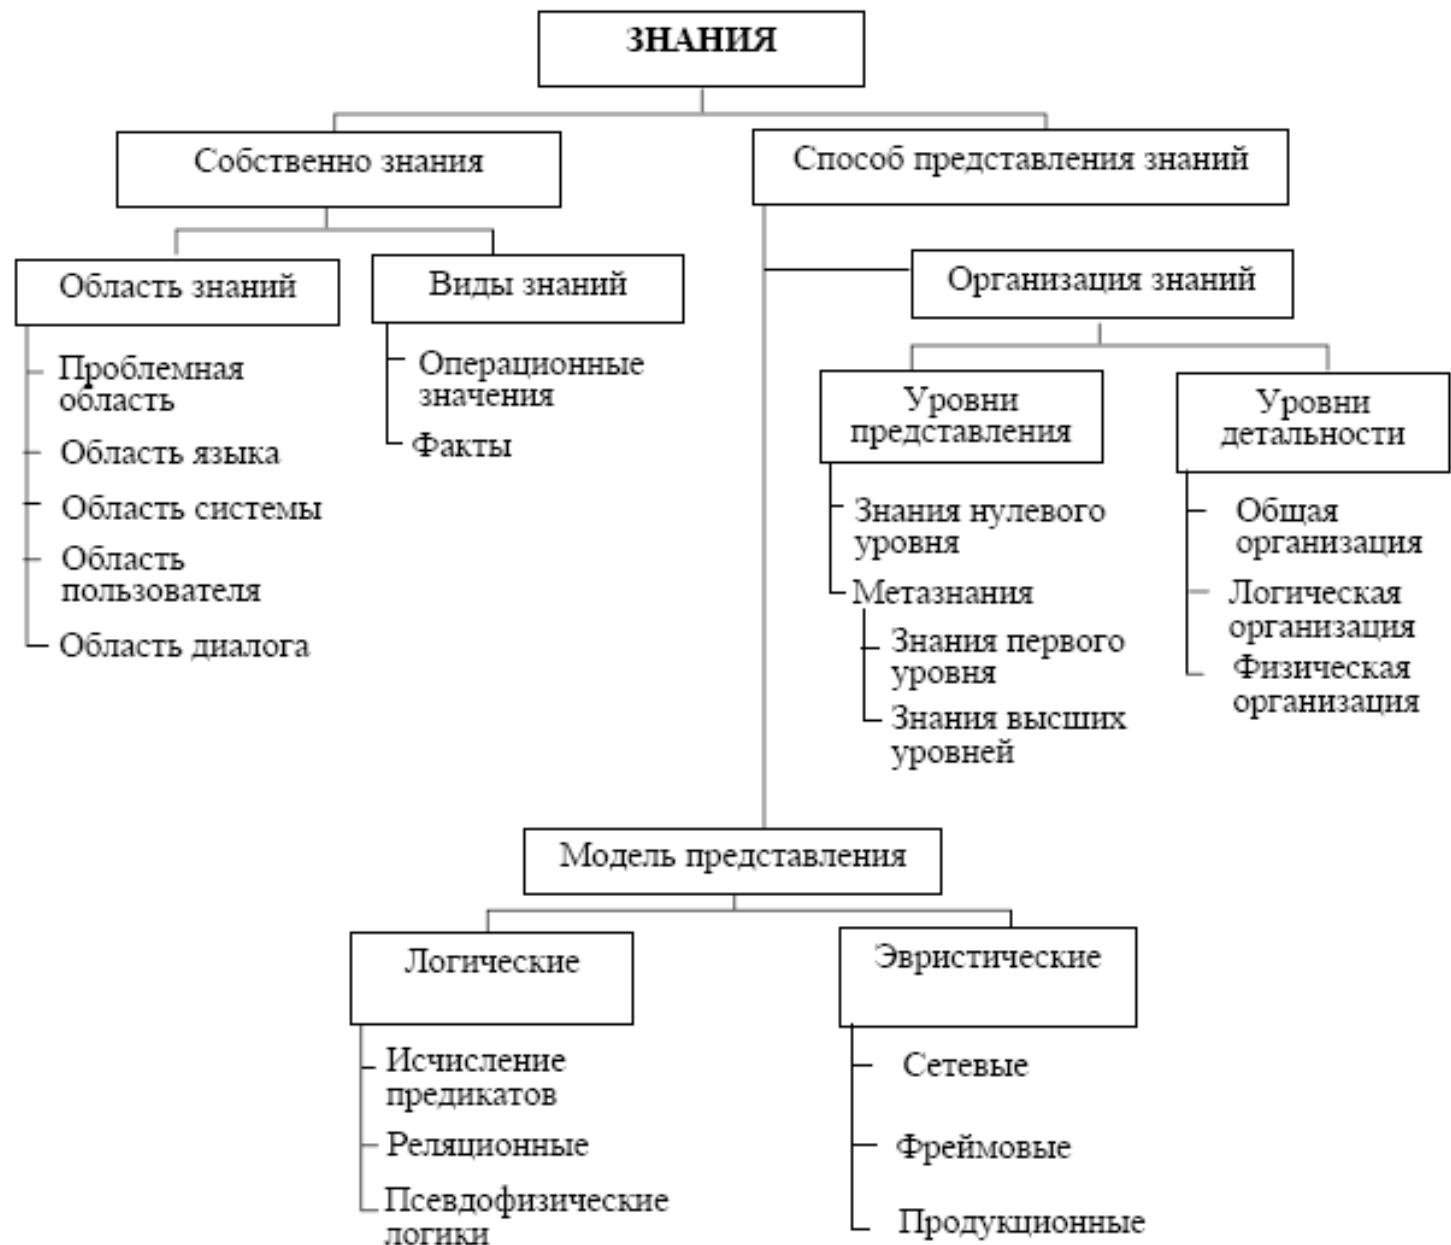 ЗНАНИЯ
Собственно знания
Способ представления знаний
Область знаний
Виды знаний
Организация знаний
Проблемная
область
Область языка
Область системы
Область
пользователя
Область диалога
Операционные
значения
Факты
Уровни
представления
Уровни
детальности
Знания нулевого
уровня
Метазнания
Знания первого
уровня
Знания высших
уровней
Общая
организация
Логическая
организация
Физическая
организация
Модель представления
Логические
Эвристические
Исчисление
предикатов
Реляционные
Псевдофизические
логики
Сетевые
Фреймовые
Продукционные